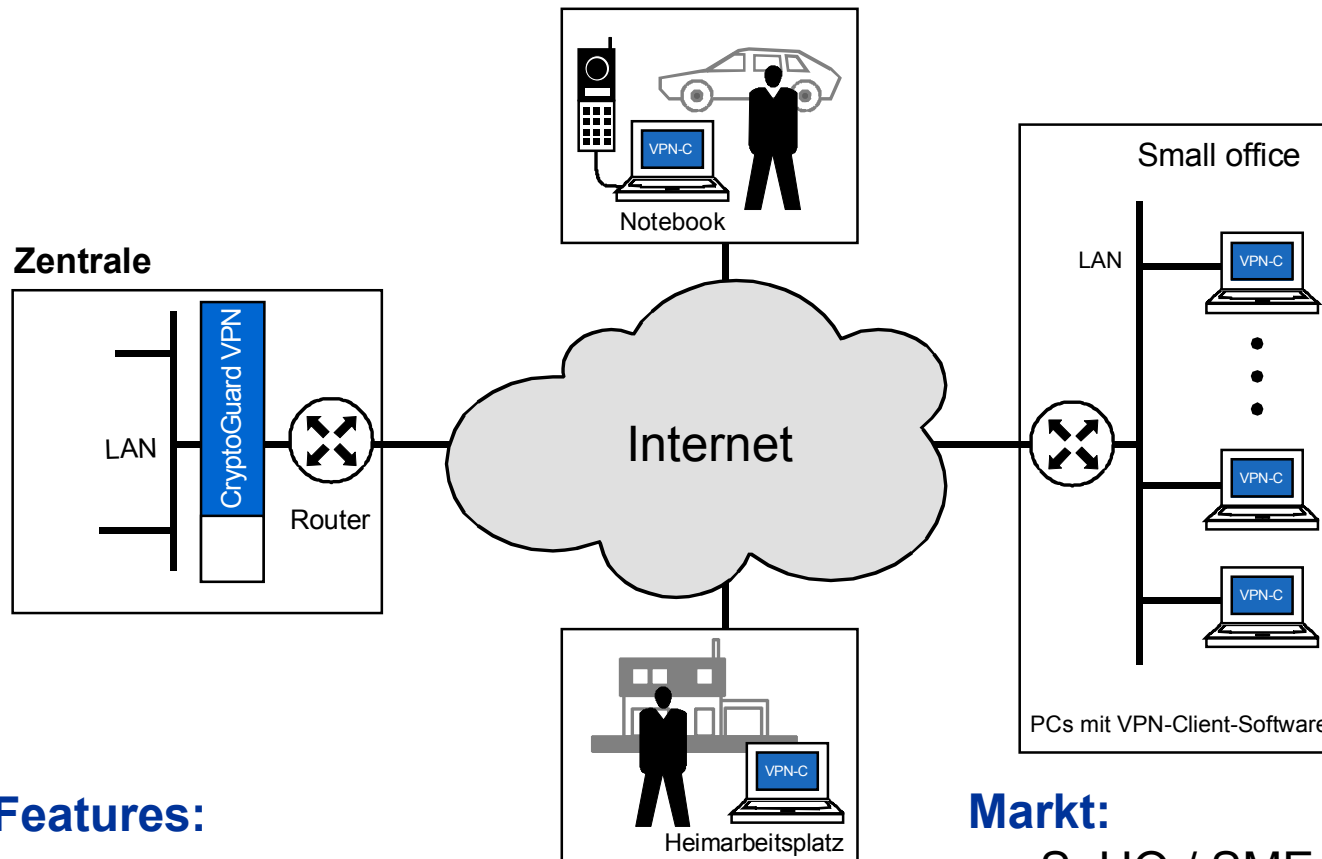 VPN-C
Notebook
Small office
LAN
VPN-C
VPN-C
VPN-C
PCs mit VPN-Client-Software
Zentrale
LAN
CryptoGuard VPN
Router
Internet
VPN-C
Heimarbeitsplatz
Features:
Markt: